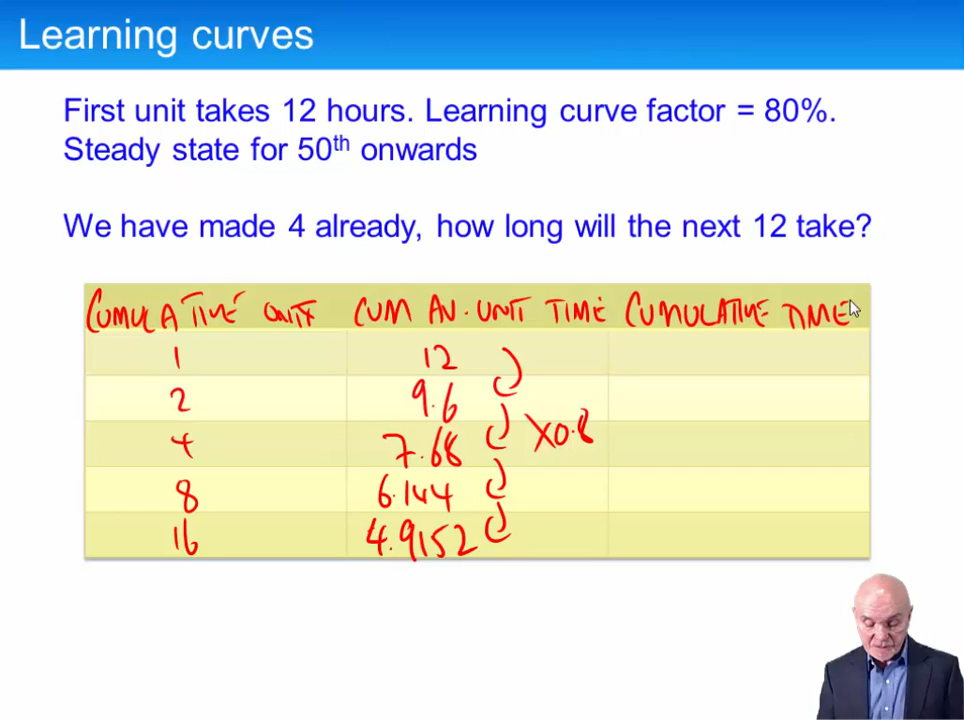 Learning curves
First unit takes 12 hours. Learning curve factor = 80%.
Steady state for 50th onwards
We have made 4 already, how long will the next 12 take?
CUMULATIVE UNITS CUM AV. UNIT TIME CUMULATIVE TIME
1 12
2 9.6
4 7.68 X0.8
8 6.144
16 4.9152